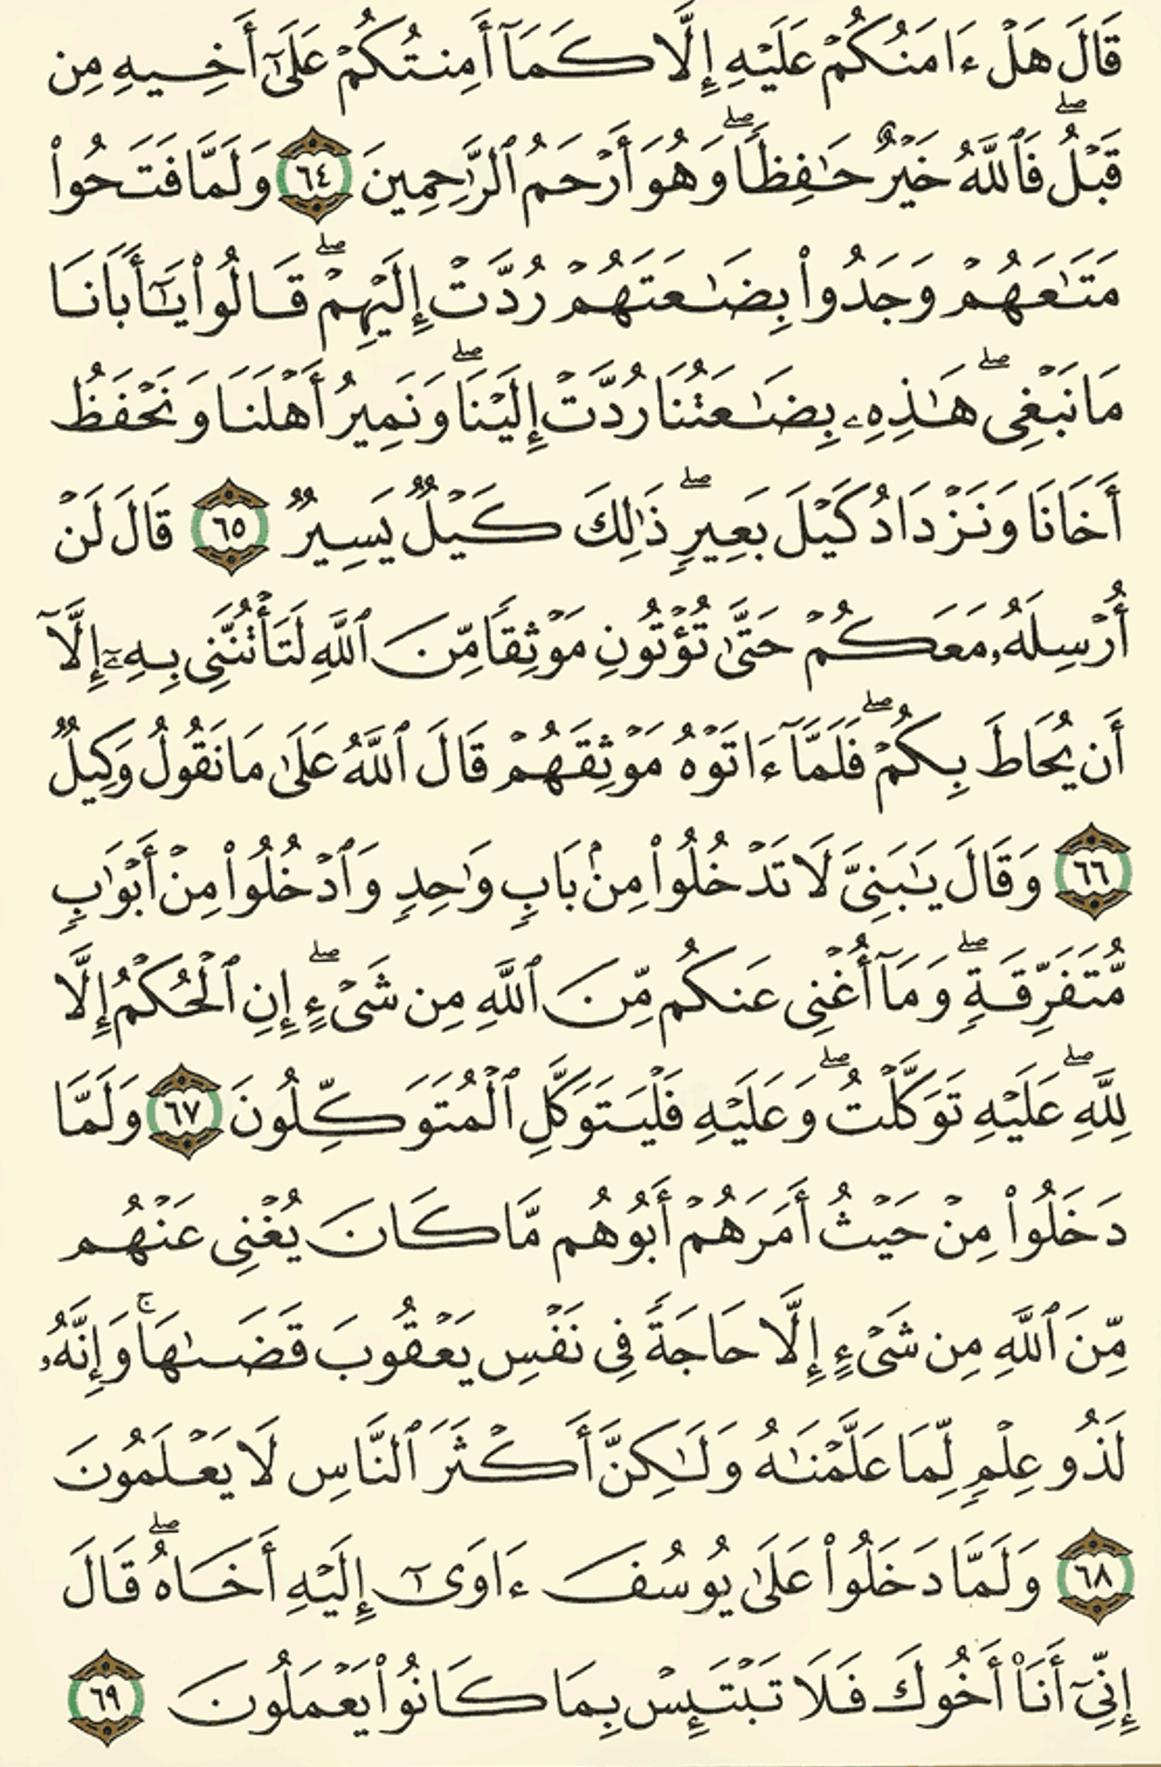 قَالَ هَلْ ءَامَنُكُمْ عَلَيْهِ إِلَّا كَمَآ أَمِنتُكُمْ عَلَىٰٓ أَخِيهِ مِن
قَبْلُ ۖ فَٱللَّهُ خَيْرٌ حَـٰفِظًا ۖ وَهُوَ أَرْحَمُ ٱلرَّٰحِمِينَ ٦٤ وَلَمَّا فَتَحُوا۟
مَتَـٰعَهُمْ وَجَدُوا۟ بِضَـٰعَتَهُمْ رُدَّتْ إِلَيْهِمْ ۖ قَالُوا۟ يَـٰٓأَبَانَا
مَا نَبْغِى ۖ هَـٰذِهِۦ بِضَـٰعَتُنَا رُدَّتْ إِلَيْنَا ۖ وَنَمِيرُ أَهْلَنَا وَنَحْفَظُ
أَخَانَا وَنَزْدَادُ كَيْلَ بَعِيرٍ ۖ ذَٰلِكَ كَيْلٌ يَسِيرٌ ٦٥ قَالَ لَنْ
أُرْسِلَهُۥ مَعَكُمْ حَتَّىٰ تُؤْتُونِ مَوْثِقًا مِّنَ ٱللَّهِ لَتَأْتُنَّنِى بِهِۦٓ إِلَّآ
أَن يُحَاطَ بِكُمْ ۖ فَلَمَّآ ءَاتَوْهُ مَوْثِقَهُمْ قَالَ ٱللَّهُ عَلَىٰ مَا نَقُولُ وَكِيلٌ
٦٦ وَقَالَ يَـٰبَنِىَّ لَا تَدْخُلُوا۟ مِنۢ بَابٍ وَٰحِدٍ وَٱدْخُلُوا۟ مِنْ أَبْوَٰبٍ
مُّتَفَرِّقَةٍ ۖ وَمَآ أُغْنِى عَنكُم مِّنَ ٱللَّهِ مِن شَىْءٍ ۖ إِنِ ٱلْحُكْمُ إِلَّا
لِلَّهِ ۖ عَلَيْهِ تَوَكَّلْتُ ۖ وَعَلَيْهِ فَلْيَتَوَكَّلِ ٱلْمُتَوَكِّلُونَ ٦٧ وَلَمَّا
دَخَلُوا۟ مِنْ حَيْثُ أَمَرَهُمْ أَبُوهُم مَّا كَانَ يُغْنِى عَنْهُم
مِّنَ ٱللَّهِ مِن شَىْءٍ إِلَّا حَاجَةً فِى نَفْسِ يَعْقُوبَ قَضَىٰهَا ۚ وَإِنَّهُۥ
لَذُو عِلْمٍ لِّمَا عَلَّمْنَـٰهُ وَلَـٰكِنَّ أَكْثَرَ ٱلنَّاسِ لَا يَعْلَمُونَ
٦٨ وَلَمَّا دَخَلُوا۟ عَلَىٰ يُوسُفَ ءَاوَىٰٓ إِلَيْهِ أَخَاهُ ۖ قَالَ
إِنِّىٓ أَنَا۠ أَخُوكَ فَلَا تَبْتَئِسْ بِمَا كَانُوا۟ يَعْمَلُونَ ٦٩